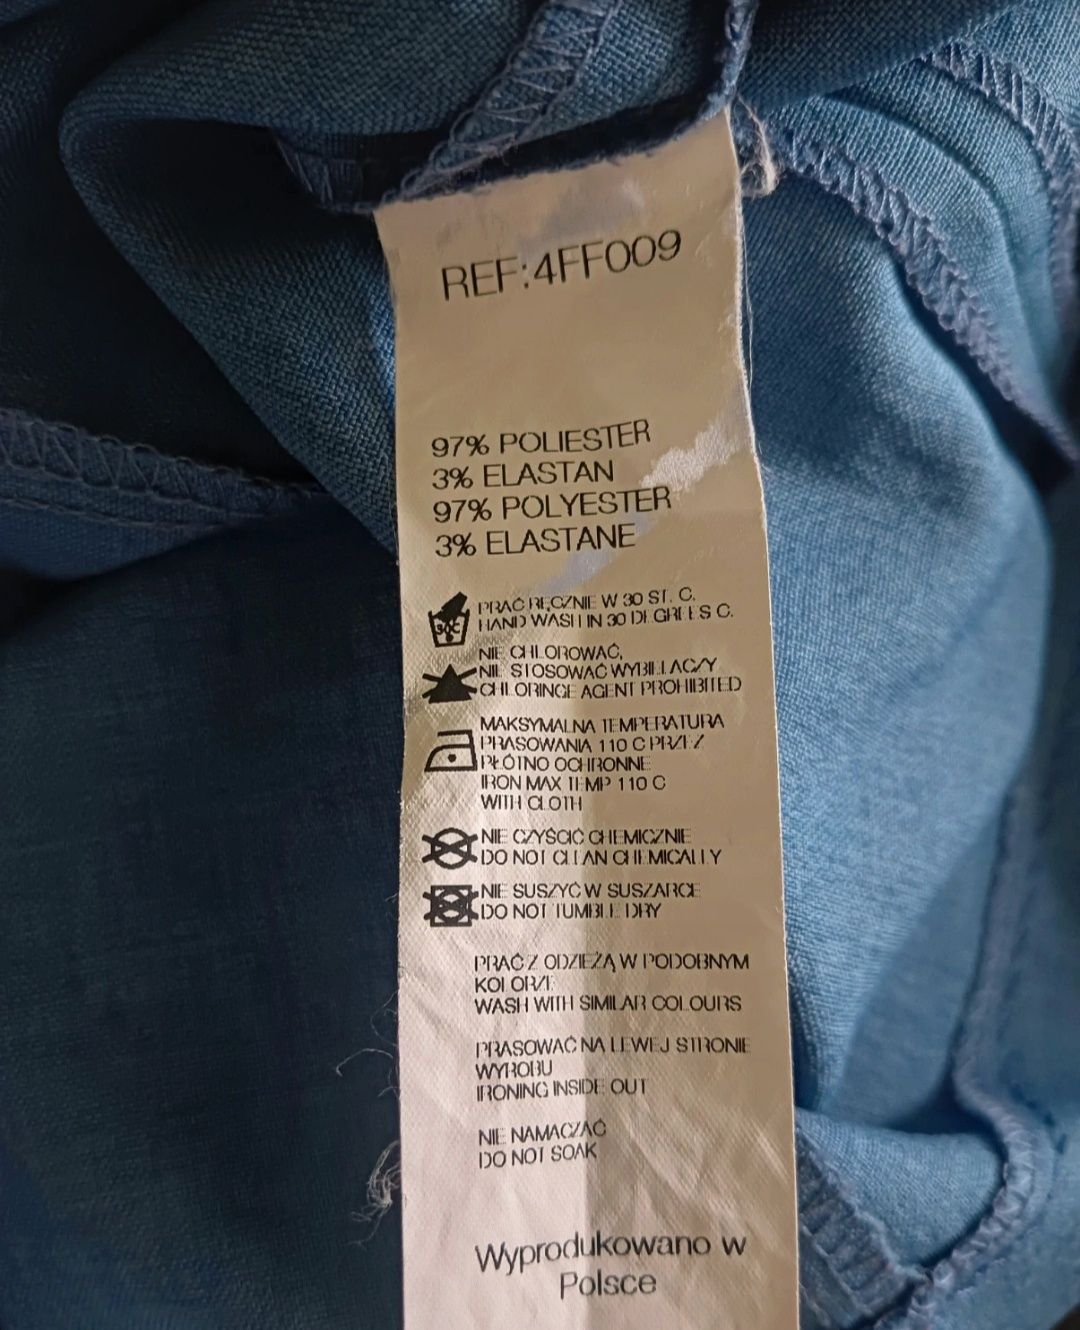 REF:4FF009
97% POLIESTER
3% ELASTAN
97% POLYESTER
3% ELASTANE
30C
PRAĆ RĘCZNIE W 30 ST. C.
HAND WASH IN 30 DEGREES C.
NIE CHLOROWAĆ,
NIE STOSOWAĆ WYBIELACZY
CHLORINGE AGENT PROHIBITED
MAKSYMALNA TEMPERATURA
PRASOWANIA 110 C PRZEZ
PŁÓTNO OCHRONNE
IRON MAX TEMP 110 C
WITH CLOTH
NIE CZYŚCIĆ CHEMICZNIE
DO NOT CLEAN CHEMICALLY
NIE SUSZYĆ W SUSZARCE
DO NOT TUMBLE DRY
PRAĆ Z ODZIEŻĄ W PODOBNYM
KOLORZE
WASH WITH SIMILAR COLOURS
PRASOWAĆ NA LEWEJ STRONIE
WYROBU
IRONING INSIDE OUT
NIE NAMACZAĆ
DO NOT SOAK
Wyprodukowano w
Polsce